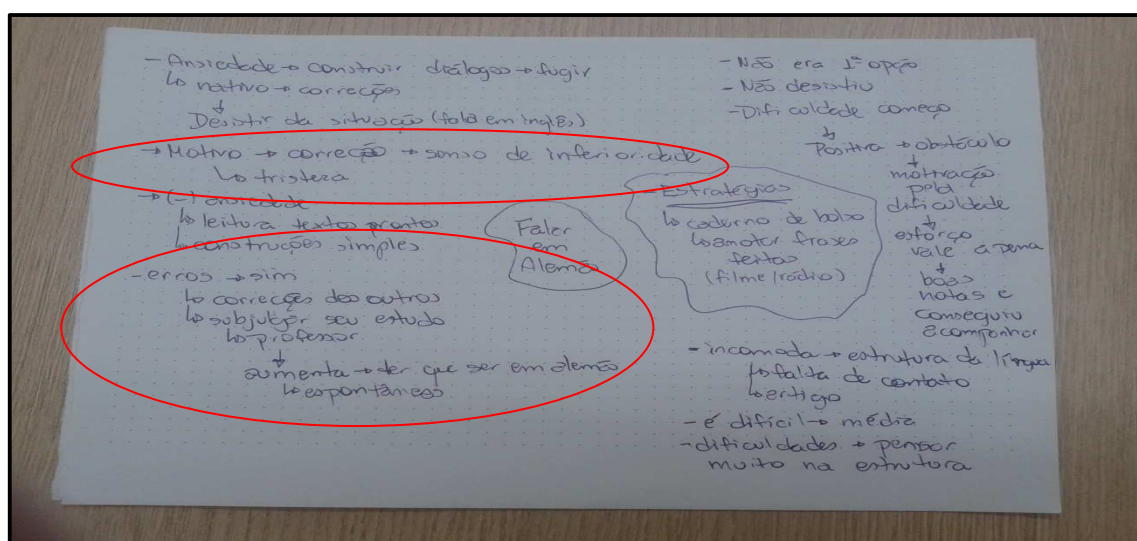 - Ansiedade → construir diálogos → fugir
↳ nativo → correções
↓
Desistir da situação (fala em inglês)
→ Motivo → correção → senso de inferioridade
↳ tristeza
→ (-) ansiedade
↳ leitura textos prontos
↳ construções simples
- erros → sim
↳ correções dos outros
↳ subjulgar seu estudo
↳ professor
↓
aumenta → ter que ser em alemão
↳ espontâneos
Falar
em
Alemão
- Estratégias
↳ caderno de bolso
↳ anotar frases
feitas
(filme/rádio)
- Não era 1ª opção
- Não desistiu
- Dificuldade começo
↓
Positiva → obstáculo
↓
motivação
pela
dificuldade
↓
esforço
vale a pena
↓
boas
notas e
conseguiu
acompanhar
- incomoda → estrutura da língua
↳ falta de contato
↳ artigo
- é difícil → média
- dificuldades → pensar
muito na estrutura